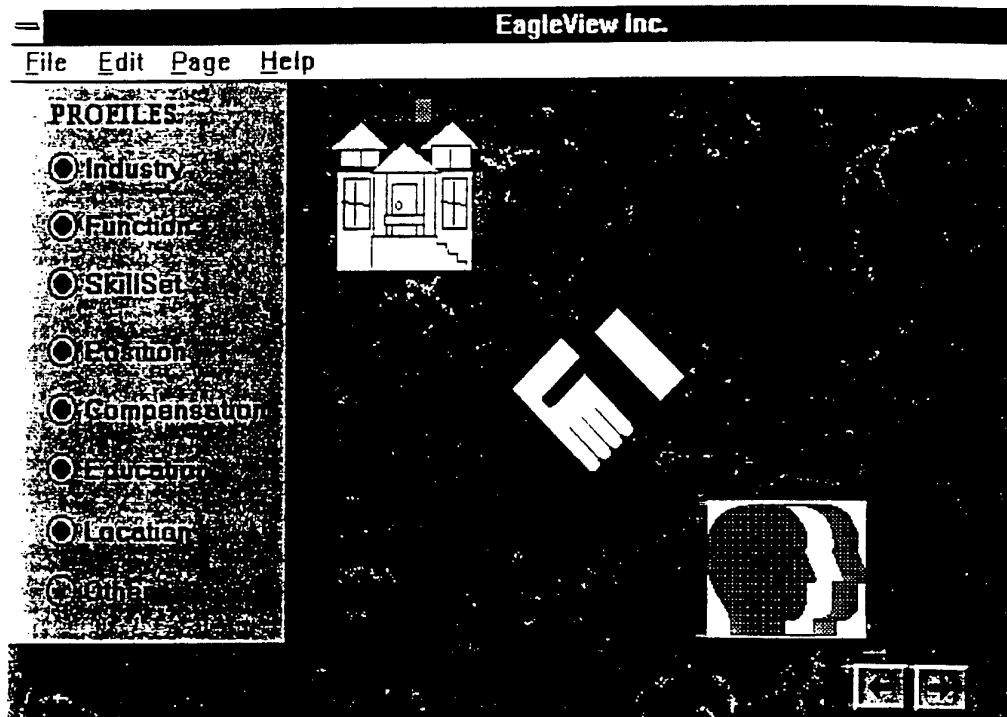 EagleView Inc.
File Edit Page Help
PROFILES:
Industry
Function
SkillSet
Position
Compensation
Education
Location
Other